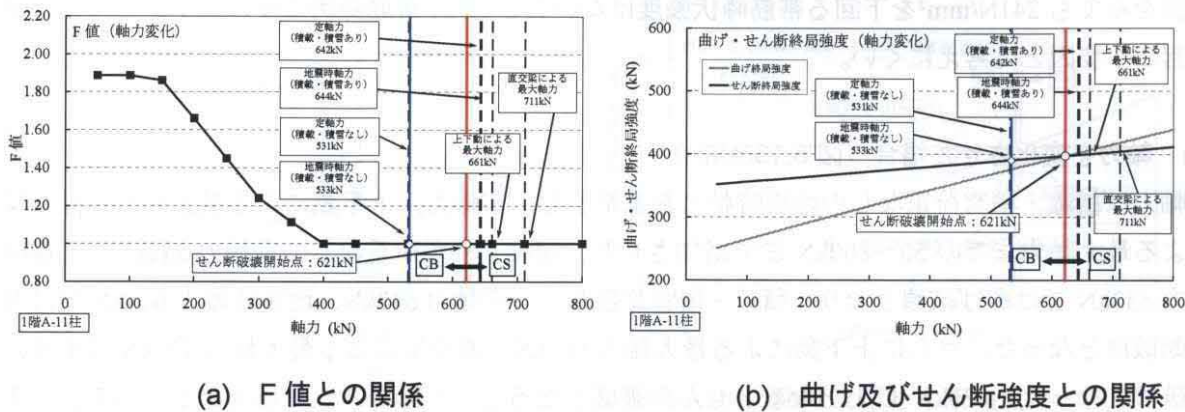 F 値（軸力変化）
2.00
1.80
1.60
1.40
1.20
1.00
0.80
F 値
0
100
200
300
400
500
600
700
800
軸力 (kN)
定軸力
（積載・積雪あり）
642kN
地震時軸力
（積載・積雪あり）
644kN
定軸力
（積載・積雪なし）
531kN
地震時軸力
（積載・積雪なし）
533kN
上下動による
最大軸力
661kN
直交梁による
最大軸力
711kN
せん断破壊開始点：621kN
CB
CS
1階A-11柱
(a) F 値との関係
曲げ・せん断終局強度（軸力変化）
曲げ終局強度
せん断終局強度
600
500
400
300
200
曲げ・せん断終局強度 (kN)
0
100
200
300
400
500
600
700
800
軸力 (kN)
定軸力
（積載・積雪あり）
642kN
地震時軸力
（積載・積雪あり）
644kN
定軸力
（積載・積雪なし）
531kN
地震時軸力
（積載・積雪なし）
533kN
上下動による
最大軸力
661kN
直交梁による
最大軸力
711kN
せん断破壊開始点：621kN
CB
CS
1階A-11柱
(b) 曲げ及びせん断強度との関係